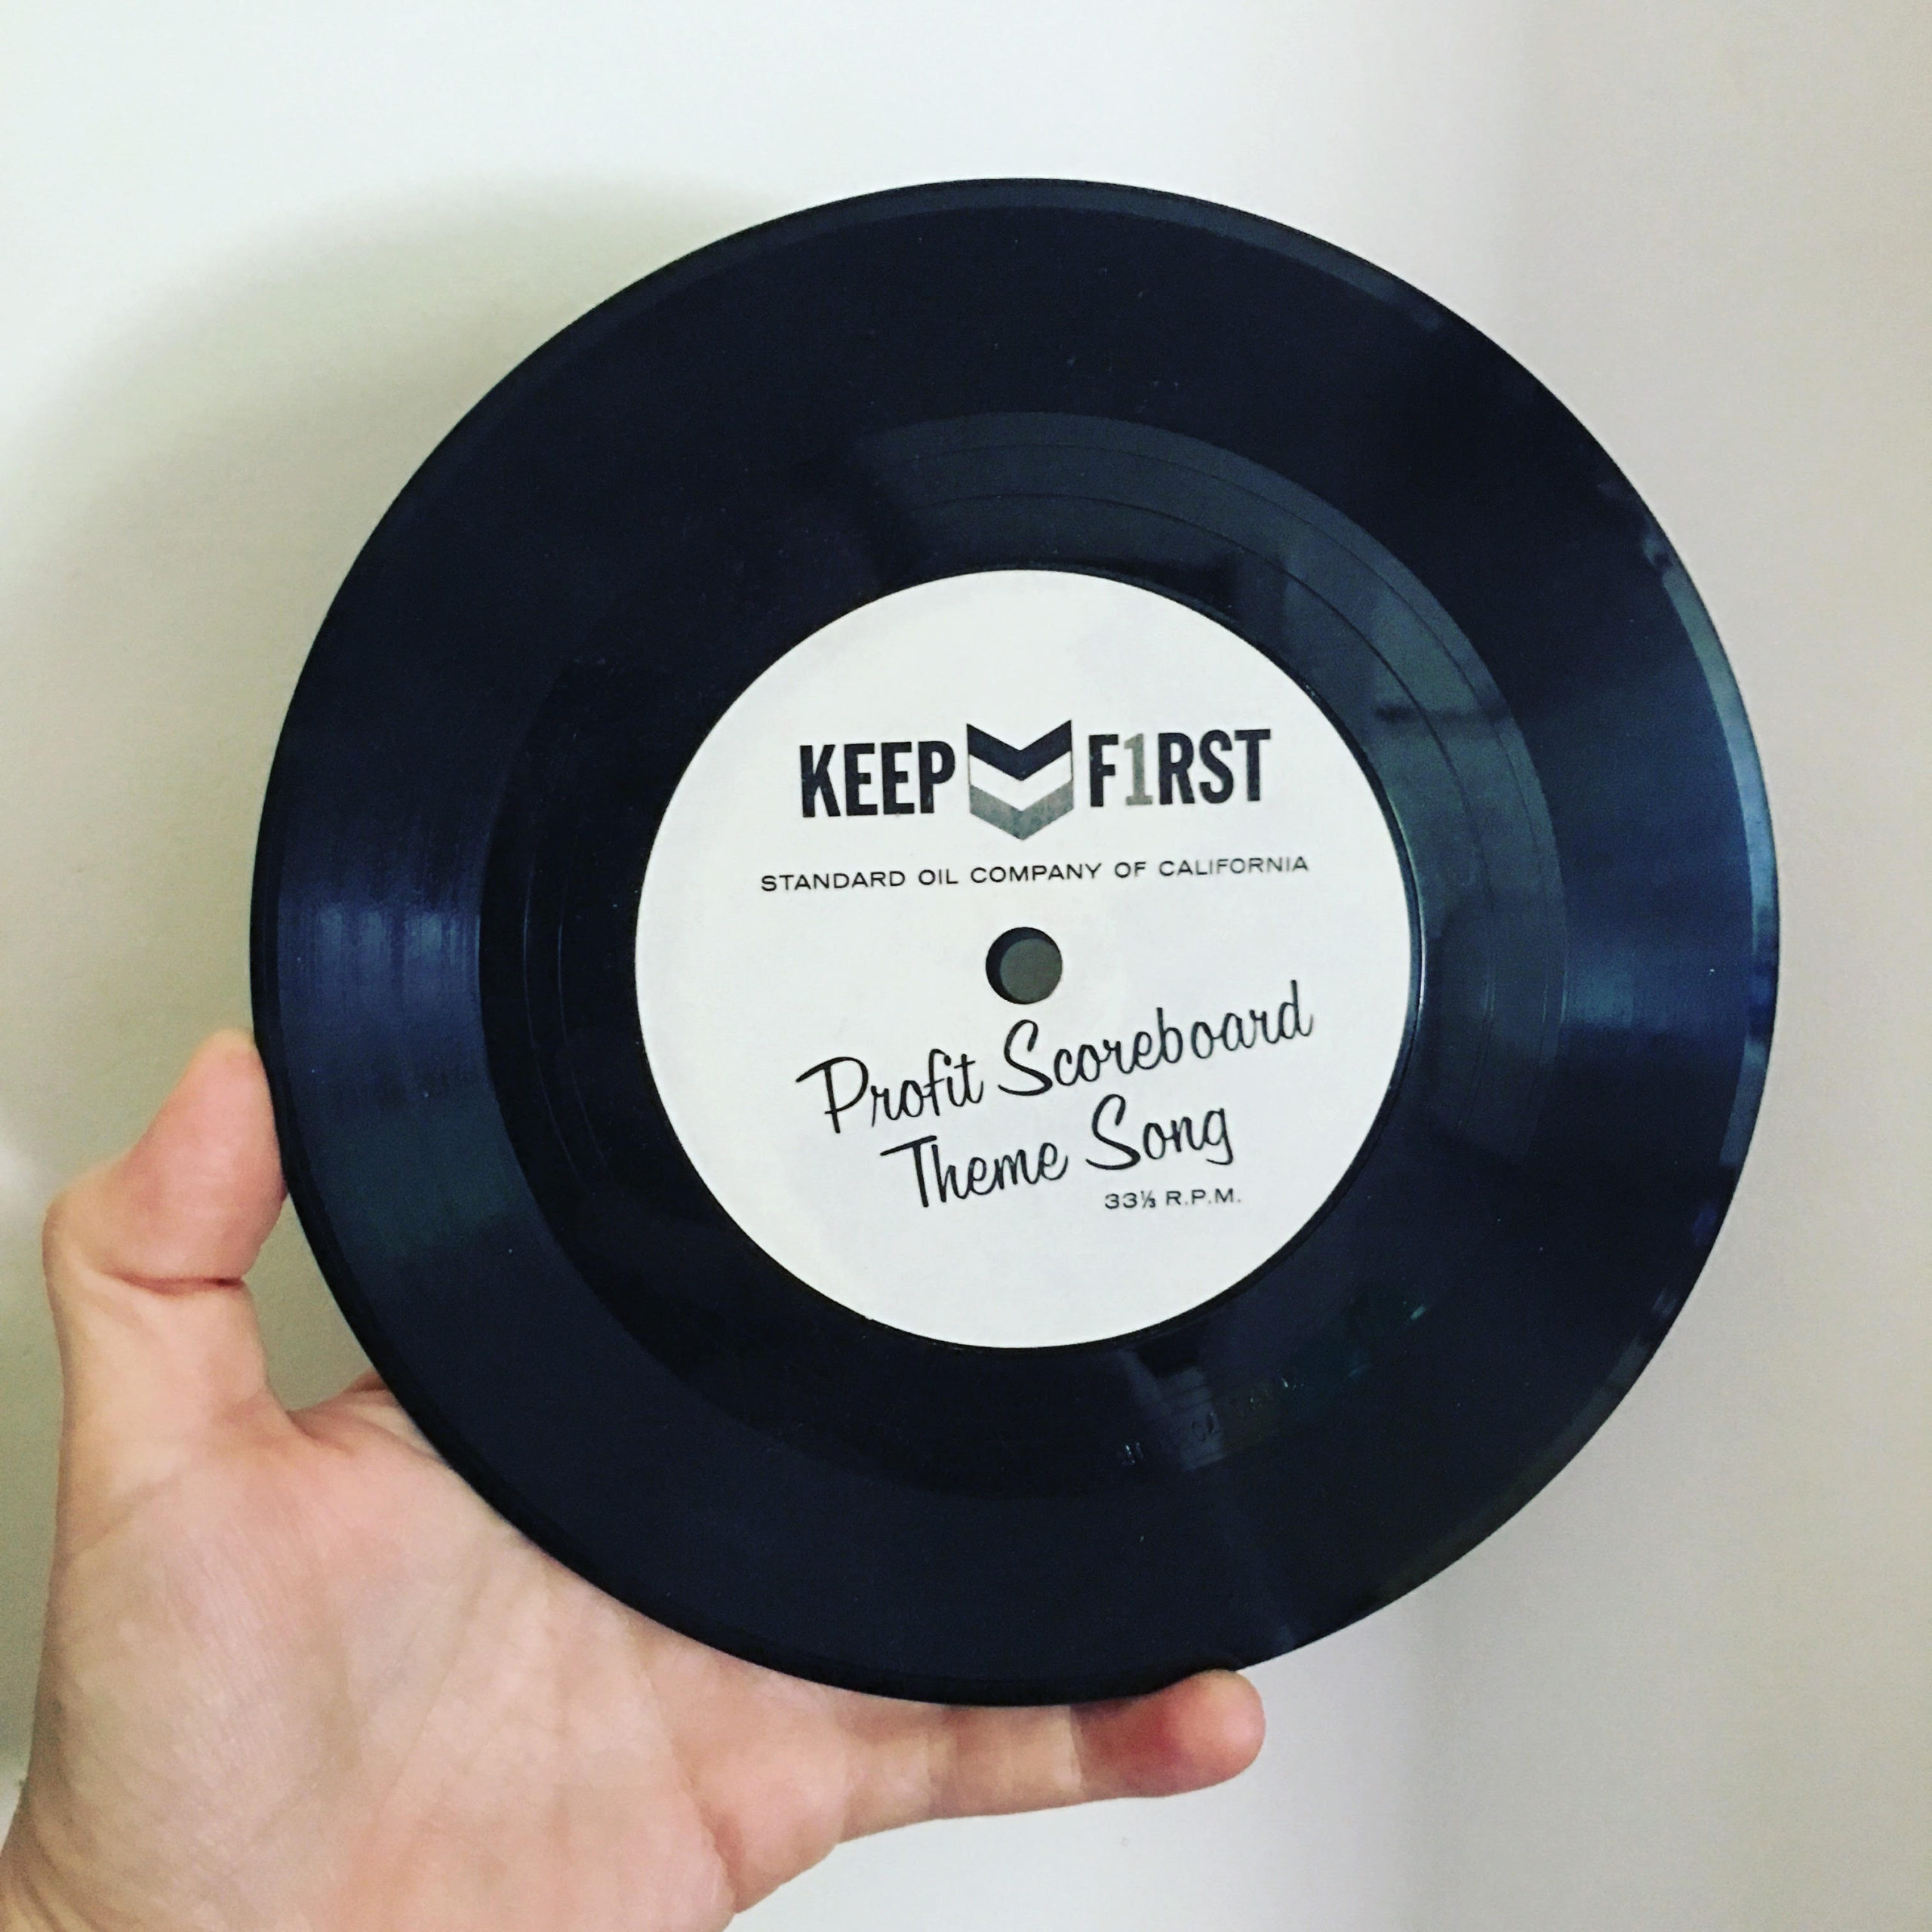 KEEP F1RST
STANDARD OIL COMPANY OF CALIFORNIA
Profit Scoreboard
Theme Song
33⅓ R.P.M.